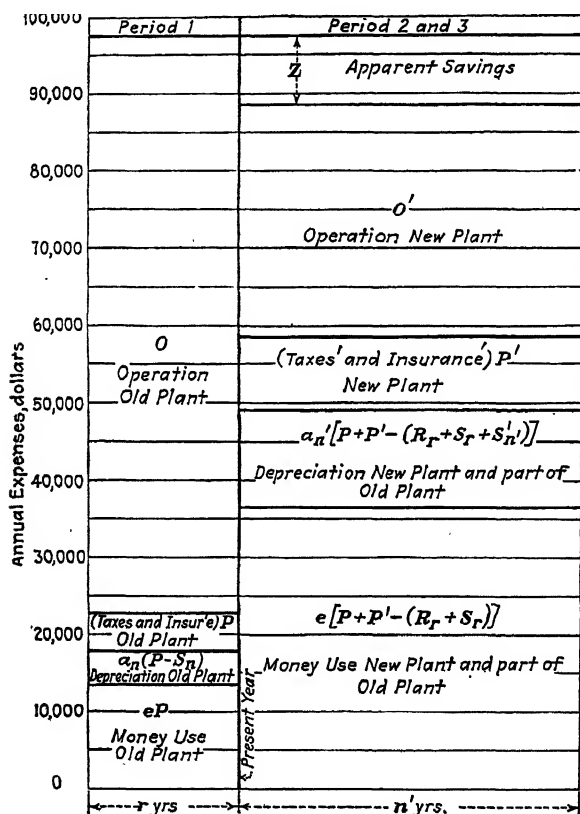 100,000
Period 1
Period 2 and 3
Z
Apparent Savings
90,000
80,000
O'
Operation New Plant
70,000
60,000
O
Operation
Old Plant
(Taxes' and Insurance') P'
New Plant
50,000
a_n'[P+P'-(R_r+S_r+S'_n')]
Depreciation New Plant and part of
Old Plant
40,000
30,000
Annual Expenses, dollars
(Taxes and Insur'e) P
Old Plant
20,000
a_n(P-S_n)
Depreciation Old Plant
e[P+P'-(R_r+S_r)]
Money Use New Plant and part of
Old Plant
10,000
eP
Money Use
Old Plant
Present Year
0
r yrs
n' yrs.